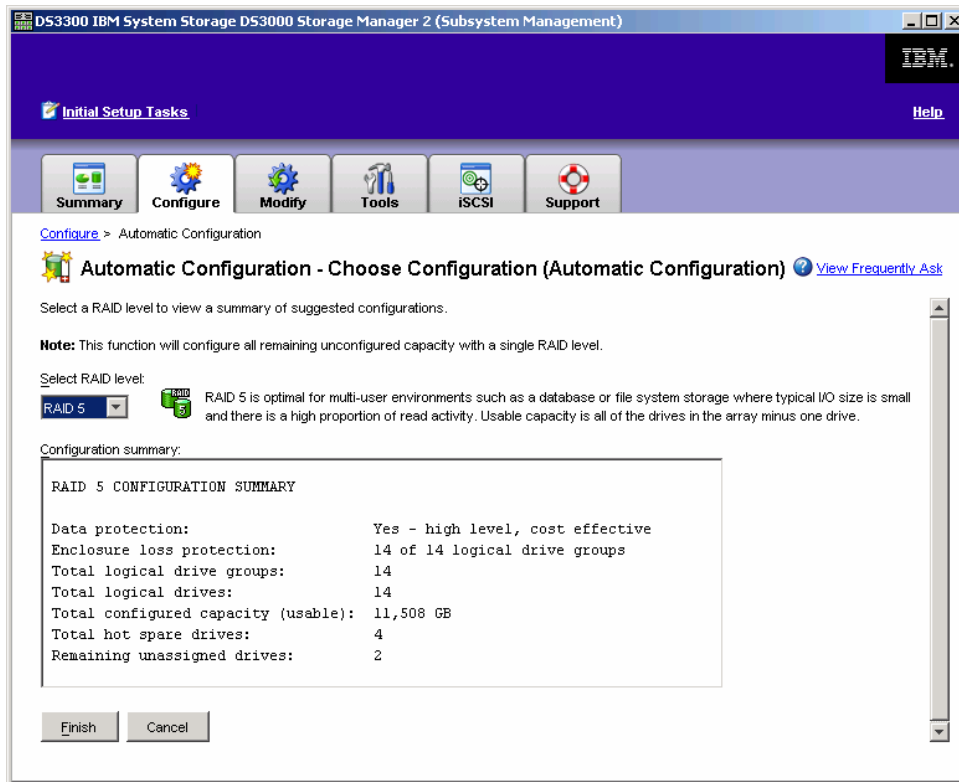 DS3300 IBM System Storage DS3000 Storage Manager 2 (Subsystem Management)
IBM.
Initial Setup Tasks
Help
Summary
Configure
Modify
Tools
iSCSI
Support
Configure > Automatic Configuration
Automatic Configuration - Choose Configuration (Automatic Configuration)
View Frequently Ask
Select a RAID level to view a summary of suggested configurations.
Note: This function will configure all remaining unconfigured capacity with a single RAID level.
Select RAID level:
RAID 5
RAID
5
RAID 5 is optimal for multi-user environments such as a database or file system storage where typical I/O size is small
and there is a high proportion of read activity. Usable capacity is all of the drives in the array minus one drive.
Configuration summary:
RAID 5 CONFIGURATION SUMMARY
Data protection: Yes - high level, cost effective
Enclosure loss protection: 14 of 14 logical drive groups
Total logical drive groups: 14
Total logical drives: 14
Total configured capacity (usable): 11,508 GB
Total hot spare drives: 4
Remaining unassigned drives: 2
Finish
Cancel